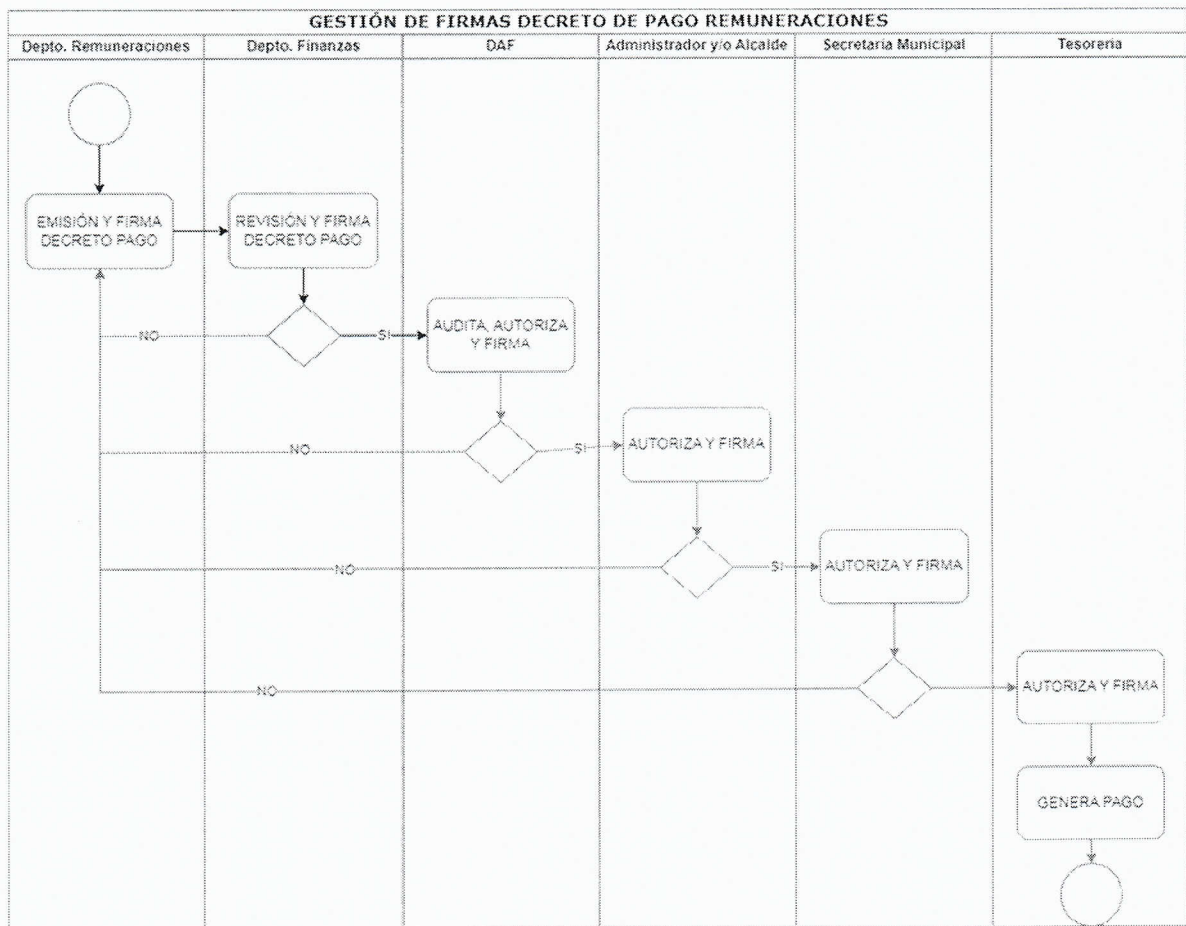 GESTIÓN DE FIRMAS DECRETO DE PAGO REMUNERACIONES
Depto. Remuneraciones
Depto. Finanzas
DAF
Administrador y/o Alcalde
Secretaria Municipal
Tesoreria
EMISIÓN Y FIRMA
DECRETO PAGO
REVISIÓN Y FIRMA
DECRETO PAGO
NO
SI
AUDITA, AUTORIZA
Y FIRMA
NO
SI
AUTORIZA Y FIRMA
NO
SI
AUTORIZA Y FIRMA
NO
AUTORIZA Y FIRMA
GENERA PAGO